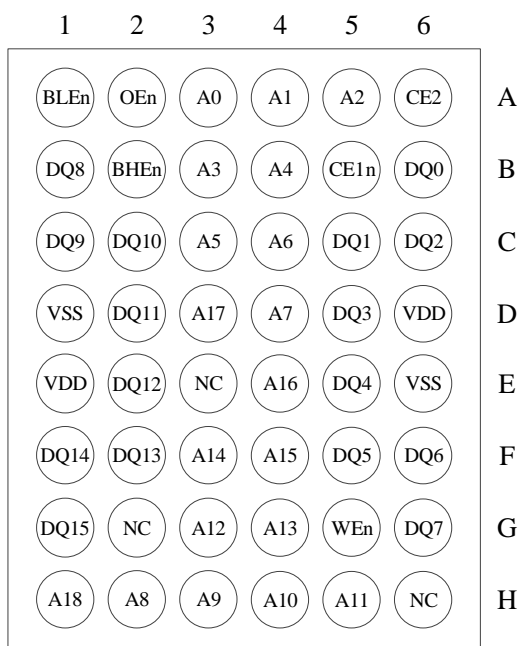 1 2 3 4 5 6
BLEn OEn A0 A1 A2 CE2 A
DQ8 BHEn A3 A4 CE1n DQ0 B
DQ9 DQ10 A5 A6 DQ1 DQ2 C
VSS DQ11 A17 A7 DQ3 VDD D
VDD DQ12 NC A16 DQ4 VSS E
DQ14 DQ13 A14 A15 DQ5 DQ6 F
DQ15 NC A12 A13 WEn DQ7 G
A18 A8 A9 A10 A11 NC H